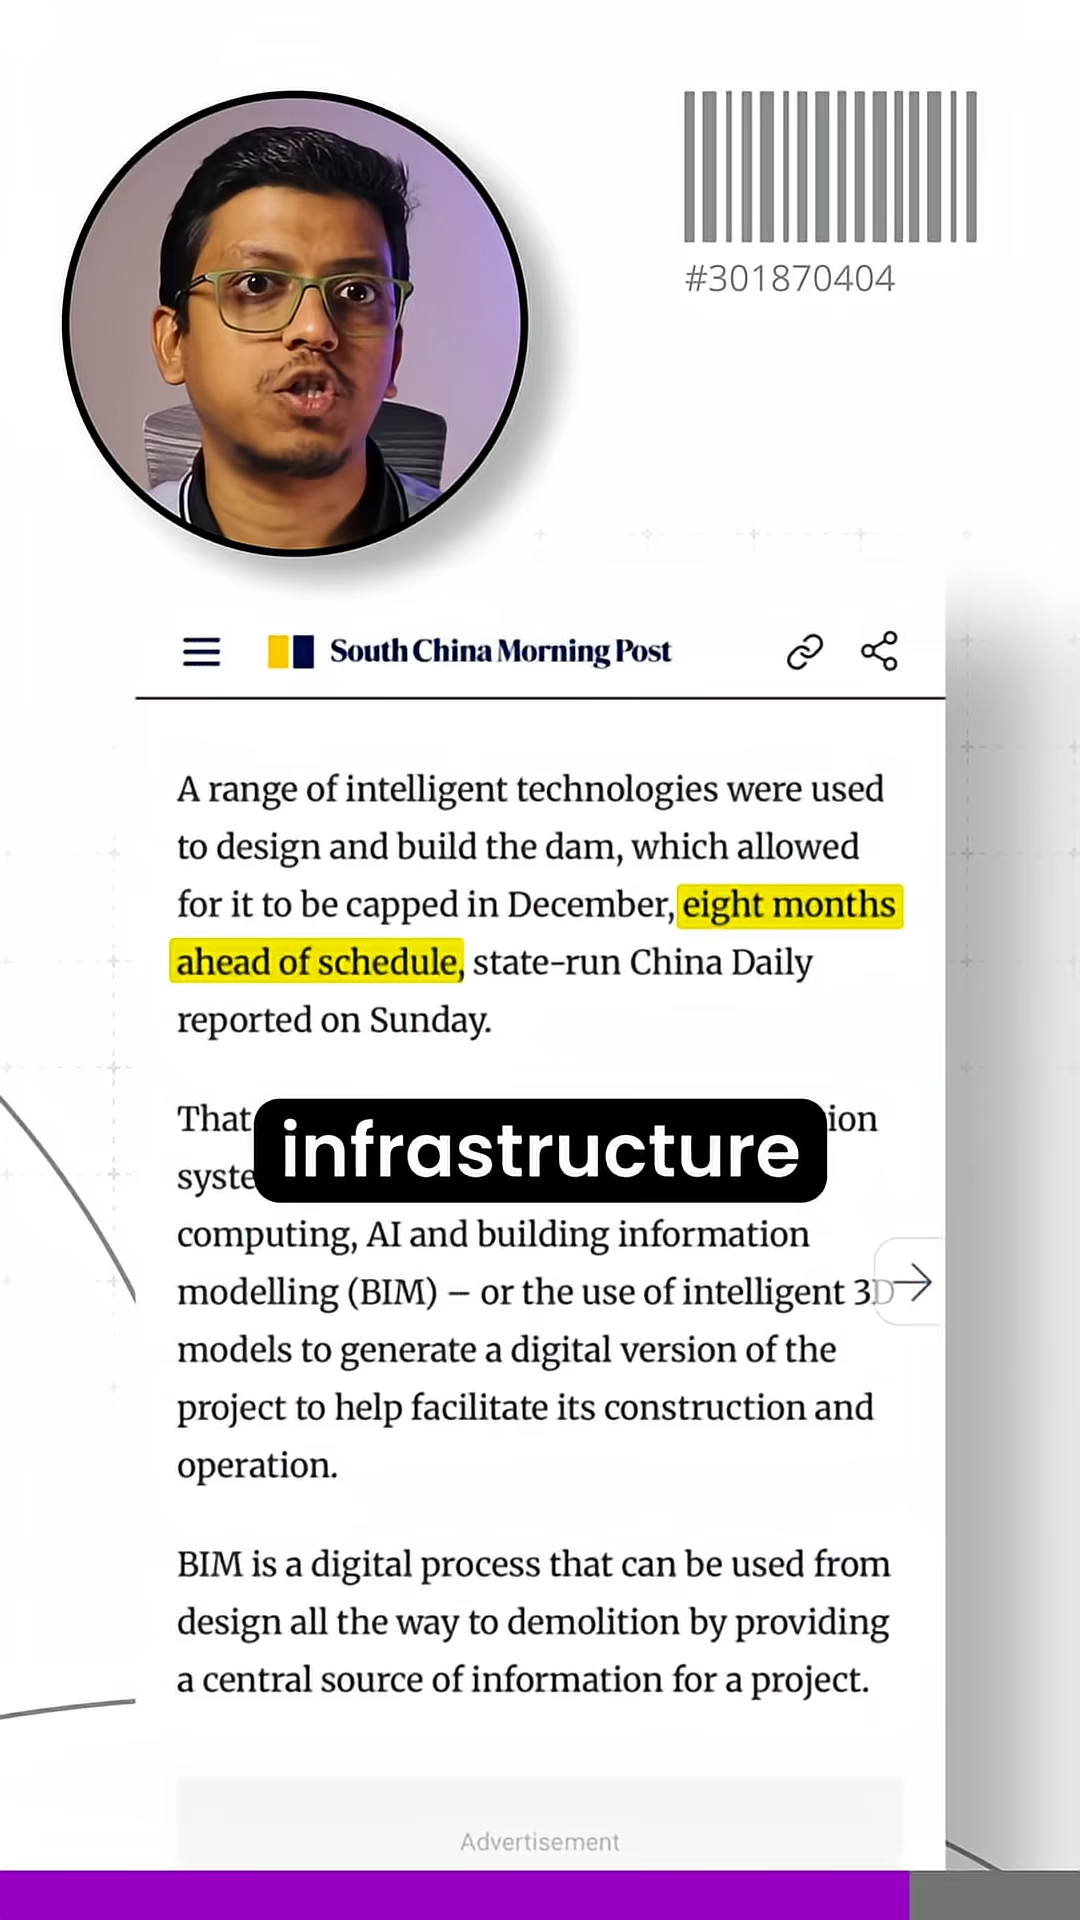 #301870404
South China Morning Post
A range of intelligent technologies were used
to design and build the dam, which allowed
for it to be capped in December, eight months
ahead of schedule, state-run China Daily
reported on Sunday.
That
infrastructure
computing, AI and building information
modelling (BIM) – or the use of intelligent 3D
models to generate a digital version of the
project to help facilitate its construction and
operation.
BIM is a digital process that can be used from
design all the way to demolition by providing
a central source of information for a project.
Advertisement